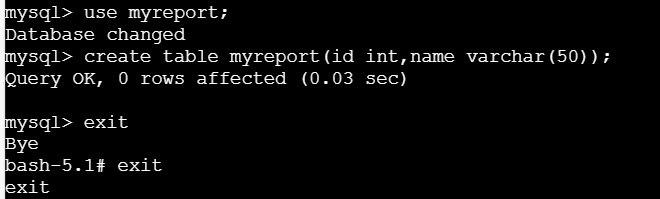 mysql> use myreport;
Database changed
mysql> create table myreport(id int,name varchar(50));
Query OK, 0 rows affected (0.03 sec)
mysql> exit
Bye
bash-5.1# exit
exit